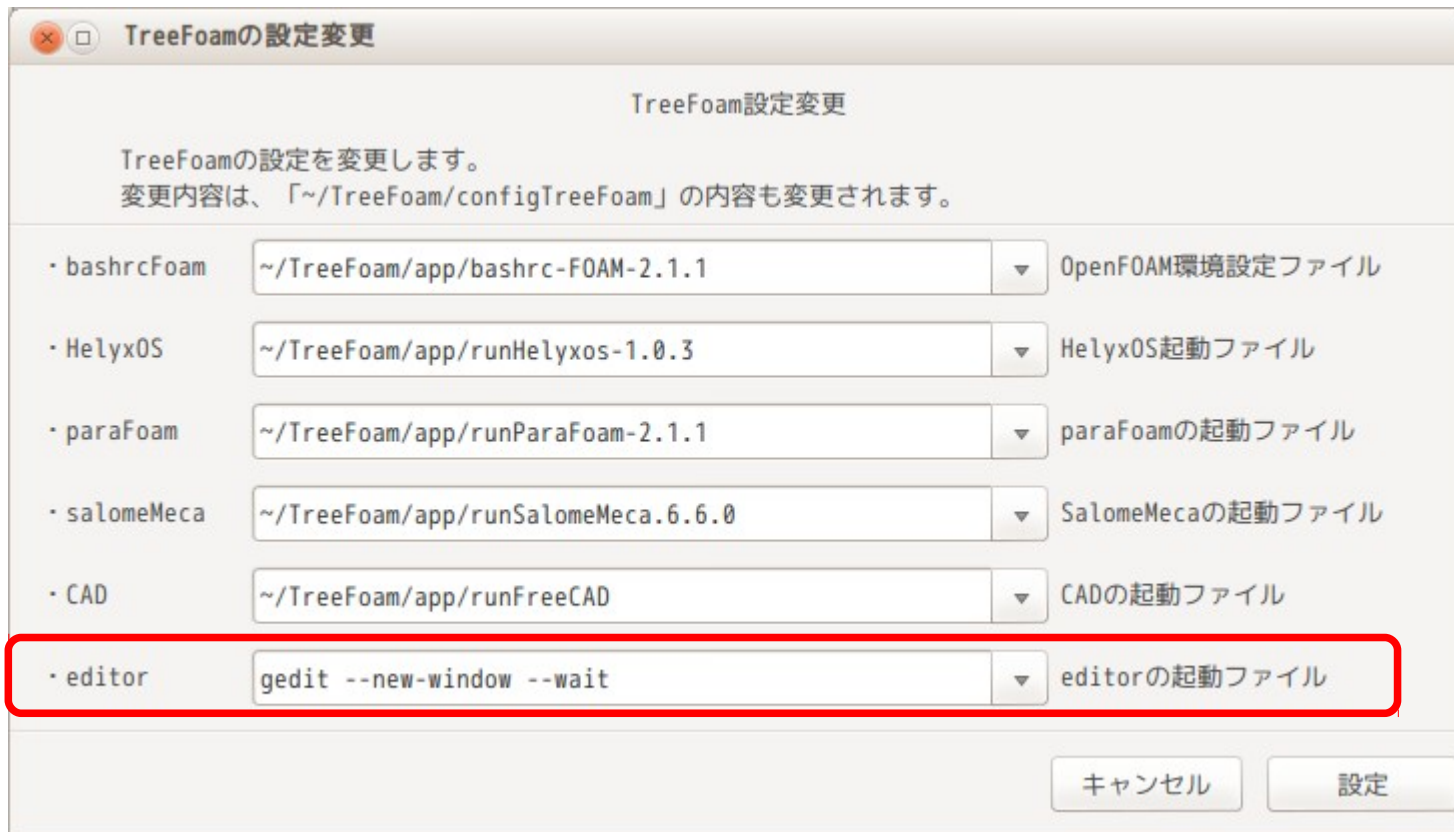 TreeFoamの設定変更
TreeFoam設定変更
TreeFoamの設定を変更します。
変更内容は、「~/TreeFoam/configTreeFoam」の内容も変更されます。
・bashrcFoam ~/TreeFoam/app/bashrc-FOAM-2.1.1 OpenFOAM環境設定ファイル
・HelyxOS ~/TreeFoam/app/runHelyxos-1.0.3 HelyxOS起動ファイル
・paraFoam ~/TreeFoam/app/runParaFoam-2.1.1 paraFoamの起動ファイル
・salomeMeca ~/TreeFoam/app/runSalomeMeca.6.6.0 SalomeMecaの起動ファイル
・CAD ~/TreeFoam/app/runFreeCAD CADの起動ファイル
・editor gedit --new-window --wait editorの起動ファイル
キャンセル 設定